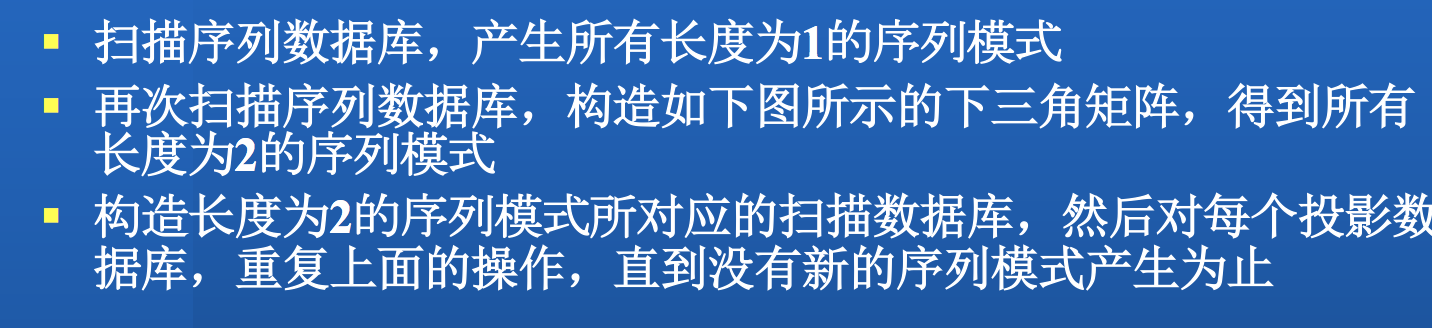 扫描序列数据库，产生所有长度为1的序列模式
再次扫描序列数据库，构造如下图所示的下三角矩阵，得到所有
长度为2的序列模式
构造长度为2的序列模式所对应的扫描数据库，然后对每个投影数
据库，重复上面的操作，直到没有新的序列模式产生为止